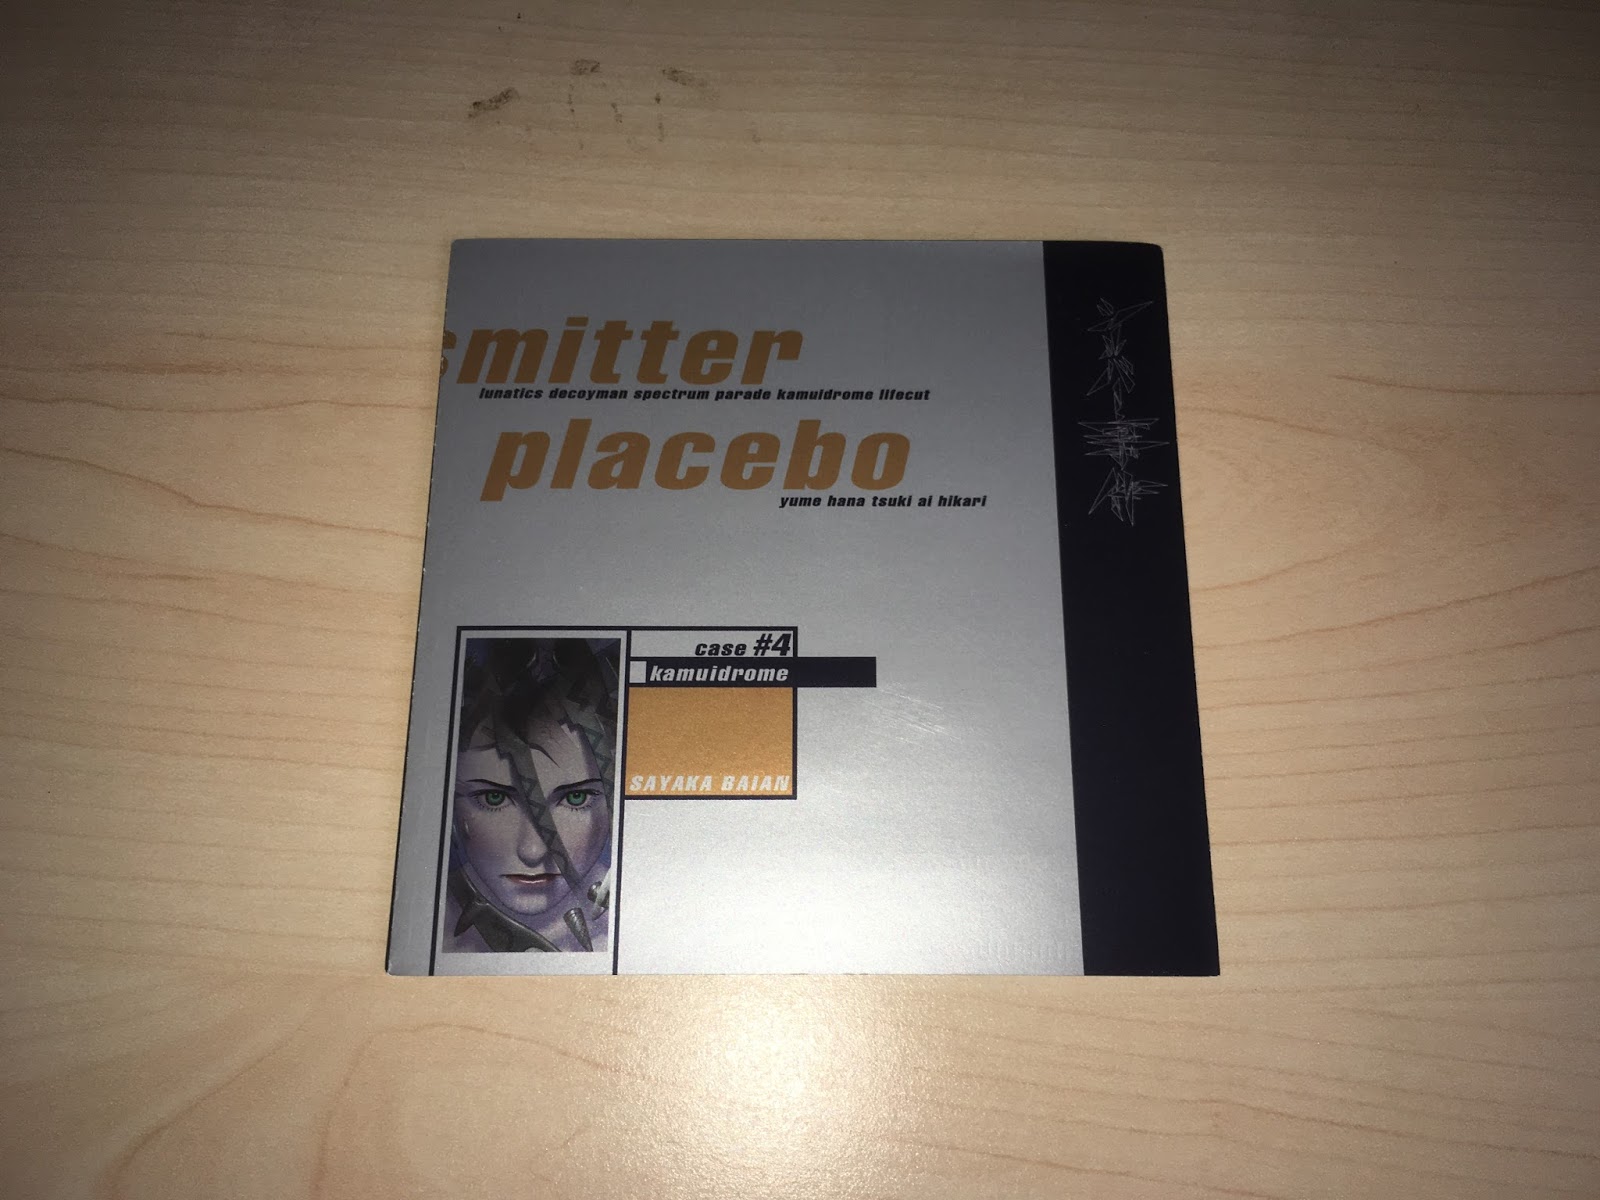 smitter
lunatics decoyman spectrum parade kamuidrome lifecut
placebo
yume hana tsuki ai hikari
case #4
kamuidrome
SAYAKA BAIAN